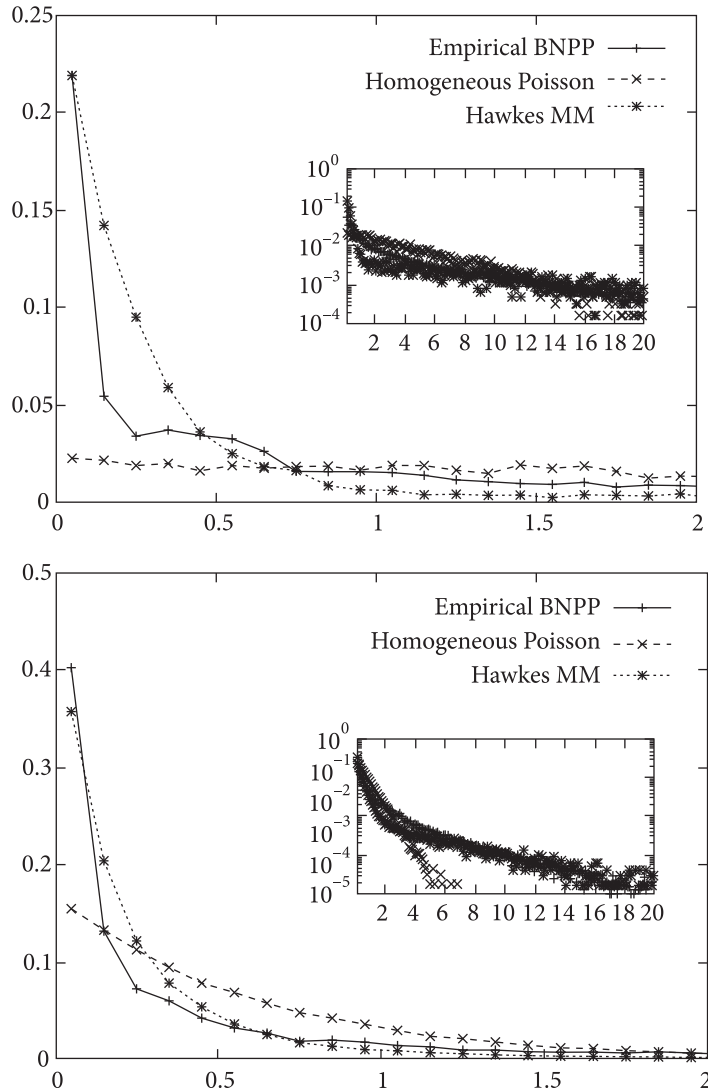 0.25
0.2
0.15
0.1
0.05
0
0 0.5 1 1.5 2
Empirical BNPP
Homogeneous Poisson
Hawkes MM
10^0
10^-1
10^-2
10^-3
10^-4
2 4 6 8 10 12 14 16 18 20
0.5
0.4
0.3
0.2
0.1
0
0 0.5 1 1.5 2
Empirical BNPP
Homogeneous Poisson
Hawkes MM
10^0
10^-1
10^-2
10^-3
10^-4
10^-5
2 4 6 8 10 12 14 16 18 20